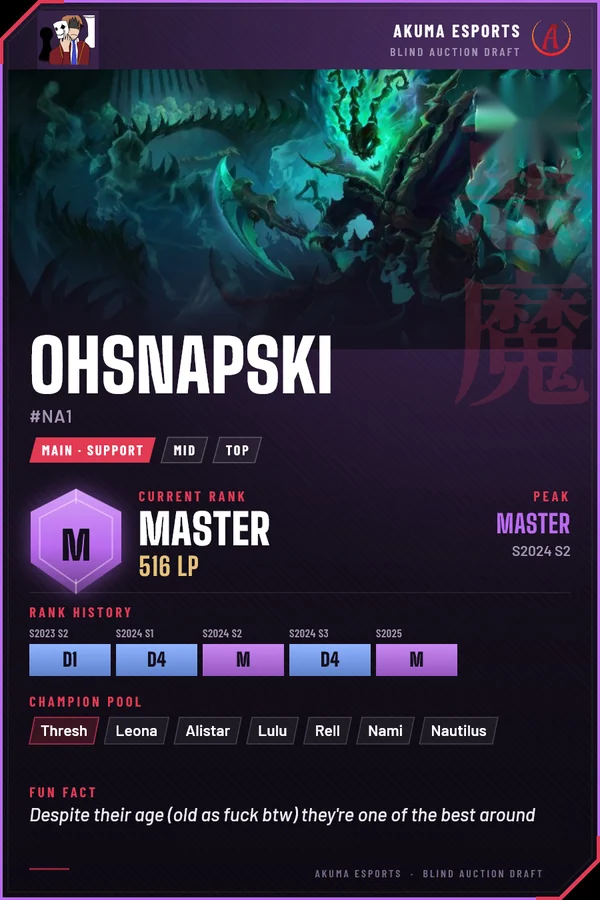 AKUMA ESPORTS
BLIND AUCTION DRAFT
A
悪
魔
OHSNAPSKI
#NA1
MAIN · SUPPORT MID TOP
CURRENT RANK
M
MASTER
516 LP
PEAK
MASTER
S2024 S2
RANK HISTORY
S2023 S2 S2024 S1 S2024 S2 S2024 S3 S2025
D1 D4 M D4 M
CHAMPION POOL
Thresh Leona Alistar Lulu Rell Nami Nautilus
FUN FACT
Despite their age (old as fuck btw) they're one of the best around
AKUMA ESPORTS · BLIND AUCTION DRAFT